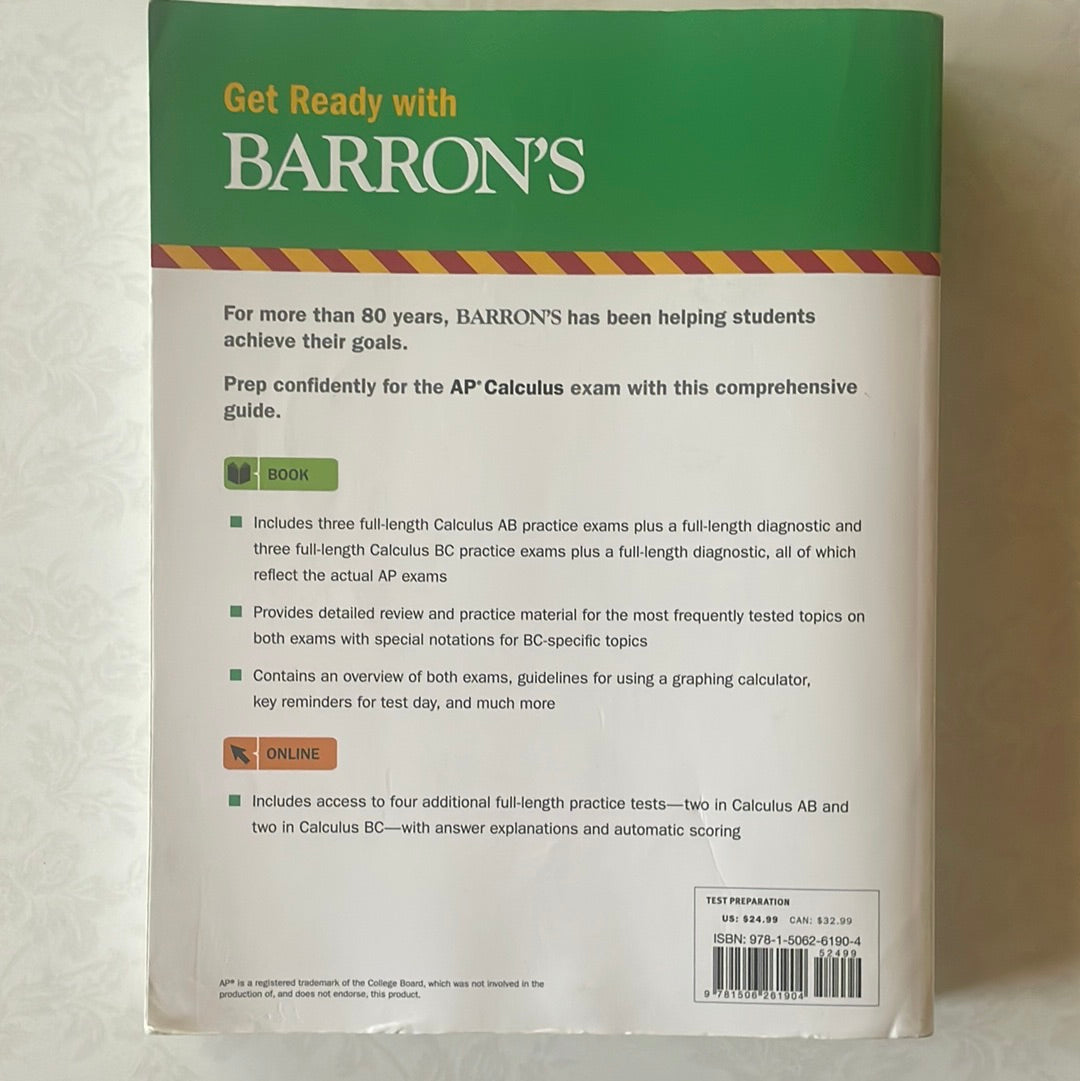 Get Ready with
BARRON'S
For more than 80 years, BARRON'S has been helping students
achieve their goals.
Prep confidently for the AP® Calculus exam with this comprehensive
guide.
BOOK
Includes three full-length Calculus AB practice exams plus a full-length diagnostic and
three full-length Calculus BC practice exams plus a full-length diagnostic, all of which
reflect the actual AP exams
Provides detailed review and practice material for the most frequently tested topics on
both exams with special notations for BC-specific topics
Contains an overview of both exams, guidelines for using a graphing calculator,
key reminders for test day, and much more
ONLINE
Includes access to four additional full-length practice tests—two in Calculus AB and
two in Calculus BC—with answer explanations and automatic scoring
TEST PREPARATION
US: $24.99 CAN: $32.99
ISBN: 978-1-5062-6190-4
52499
9 781506 261904
AP® is a registered trademark of the College Board, which was not involved in the
production of, and does not endorse, this product.